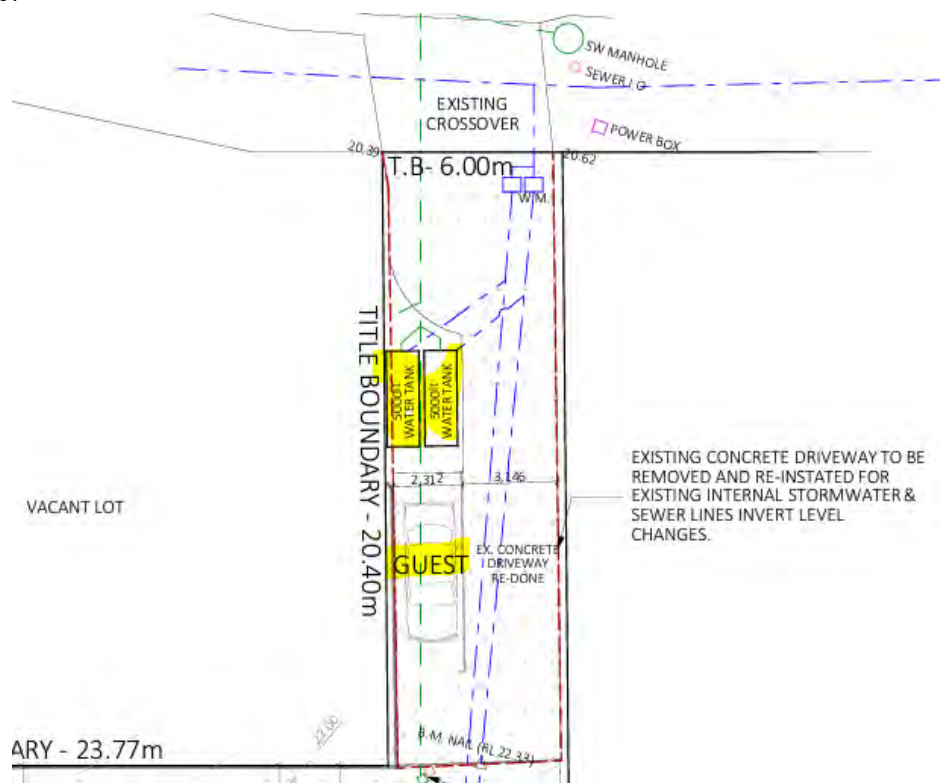 SW MANHOLE
SEWER I.O
EXISTING
CROSSOVER
POWER BOX
20.39
20.62
T.B- 6.00m
W.M.
TITLE BOUNDARY - 20.40m
WATER TANK
5000lt
WATER TANK
2,312
3,146
EXISTING CONCRETE DRIVEWAY TO BE
REMOVED AND RE-INSTATED FOR
EXISTING INTERNAL STORMWATER &
SEWER LINES INVERT LEVEL
CHANGES.
VACANT LOT
GUEST
EX. CONCRETE
DRIVEWAY
RE-DONE
22.00
B.M. NAIL (RL 22.33)
ARY - 23.77m